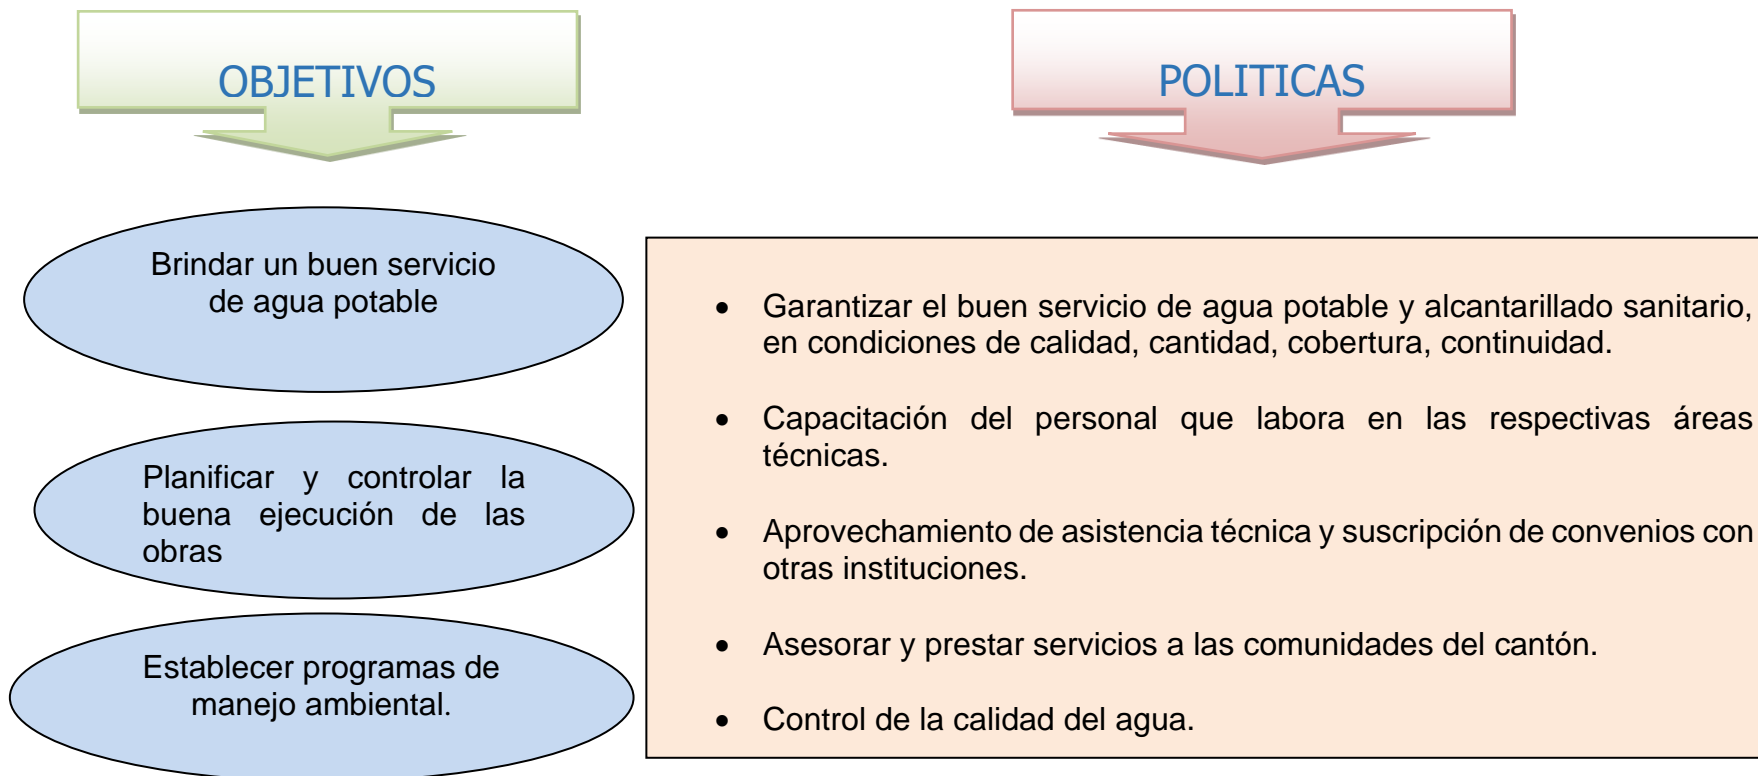 OBJETIVOS
Brindar un buen servicio
de agua potable
Planificar y controlar la
buena ejecución de las
obras
Establecer programas de
manejo ambiental.
POLITICAS
• Garantizar el buen servicio de agua potable y alcantarillado sanitario,
en condiciones de calidad, cantidad, cobertura, continuidad.
• Capacitación del personal que labora en las respectivas áreas
técnicas.
• Aprovechamiento de asistencia técnica y suscripción de convenios con
otras instituciones.
• Asesorar y prestar servicios a las comunidades del cantón.
• Control de la calidad del agua.